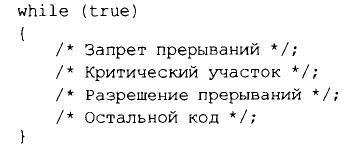 while (true)
{
/* Запрет прерываний */;
/* Критический участок */;
/* Разрешение прерываний */;
/* Остальной код */;
}